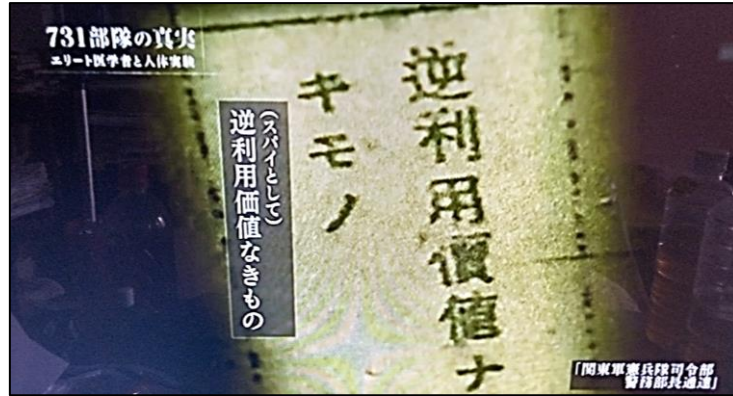 731部隊の真実
エリート医学者と人体実験
逆利用價値ナ
キモノ
(スパイとして)
逆利用価値なきもの
「関東軍憲兵隊司令部
警務部長通達」